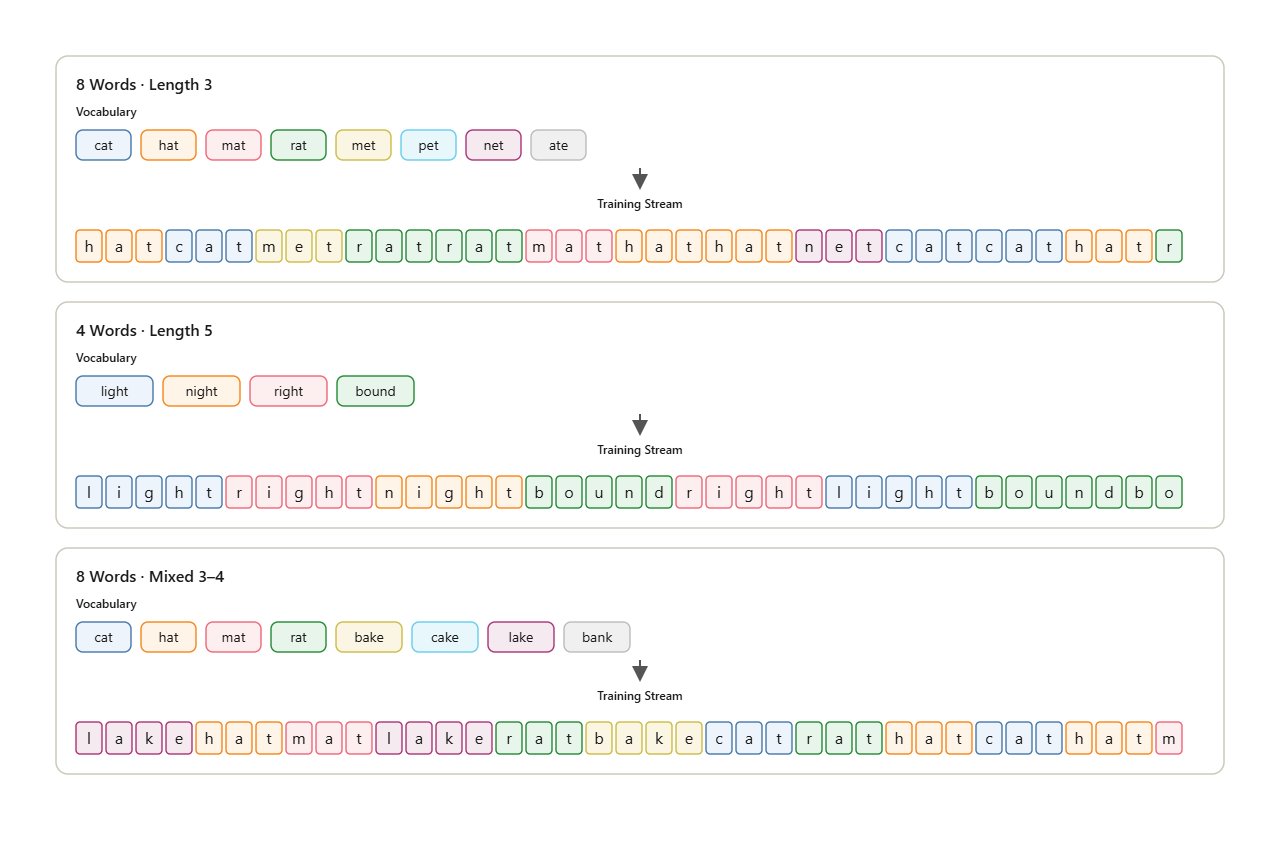 8 Words · Length 3
Vocabulary
cat hat mat rat met pet net ate
Training Stream
h a t c a t m e t r a t r a t m a t h a t h a t n e t c a t c a t h a t r
4 Words · Length 5
Vocabulary
light night right bound
Training Stream
l i g h t r i g h t n i g h t b o u n d r i g h t l i g h t b o u n d b o
8 Words · Mixed 3–4
Vocabulary
cat hat mat rat bake cake lake bank
Training Stream
l a k e h a t m a t l a k e r a t b a k e c a t r a t h a t c a t h a t m